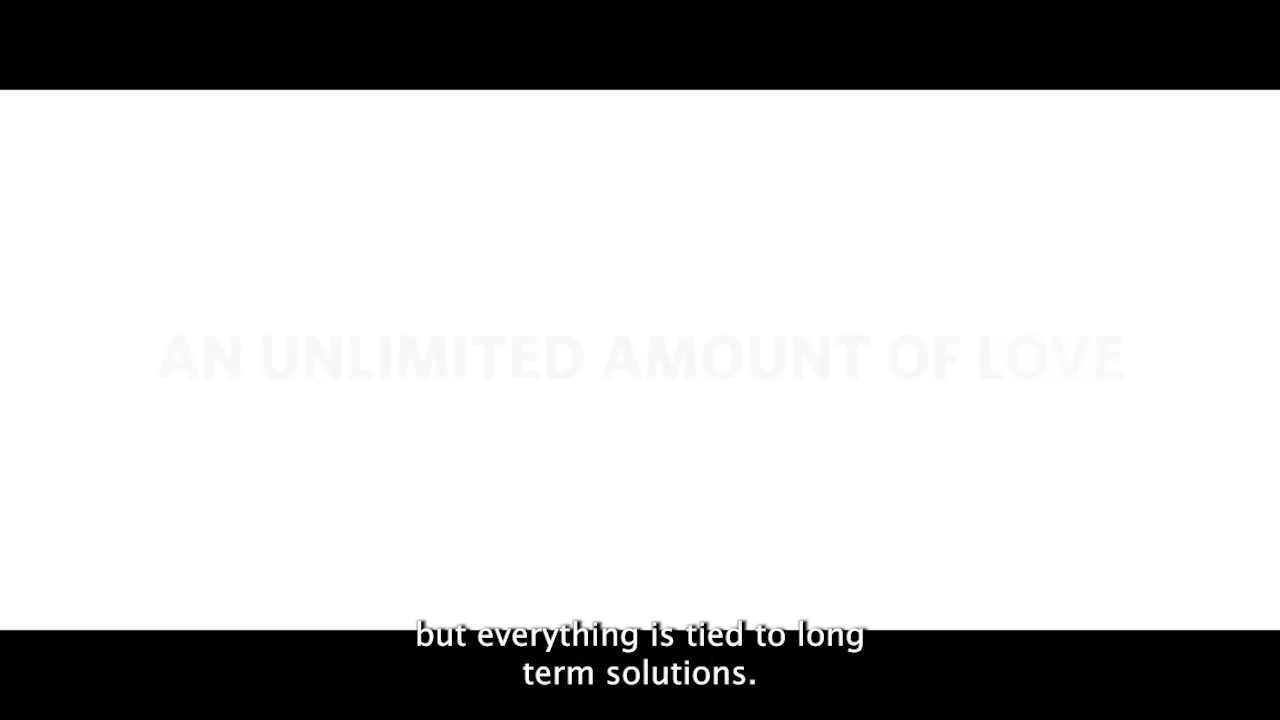 AN UNLIMITED AMOUNT OF LOVE
but everything is tied to long
term solutions.